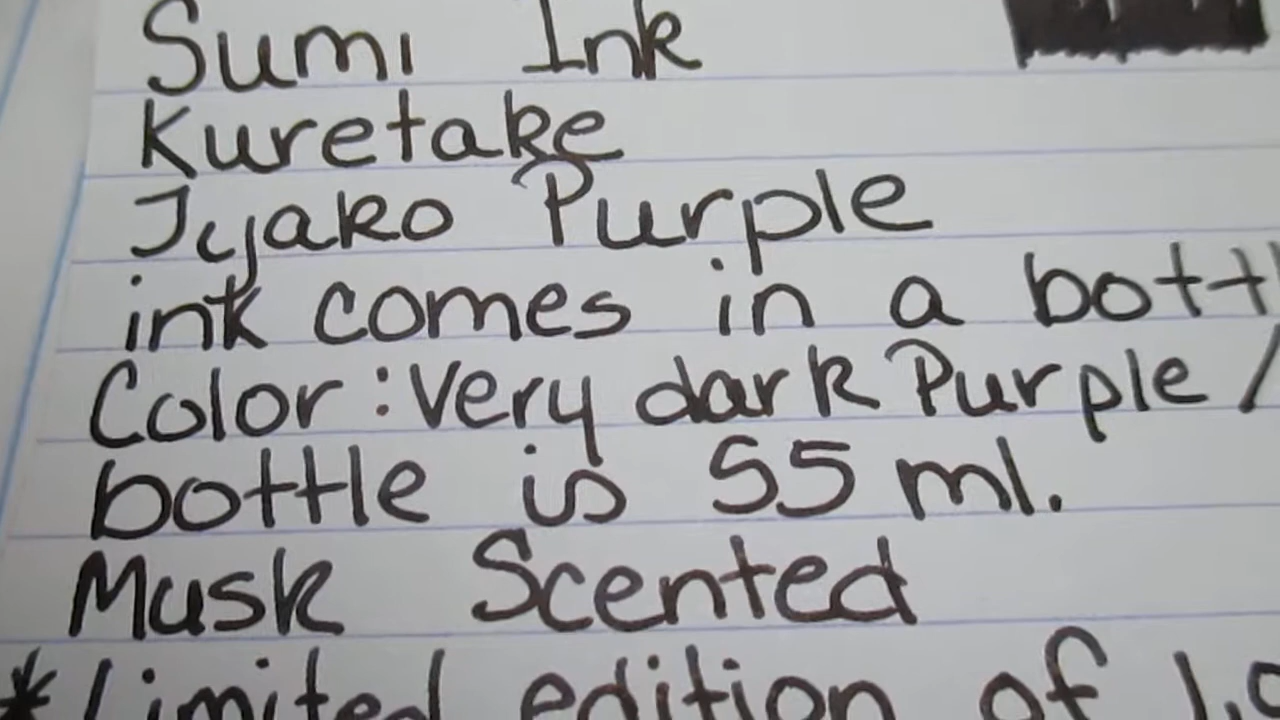 Sumi Ink
Kuretake
Jyako Purple
ink comes in a bott
Color: Very dark Purple /
bottle is 55 ml.
Musk Scented
* Limited edition of